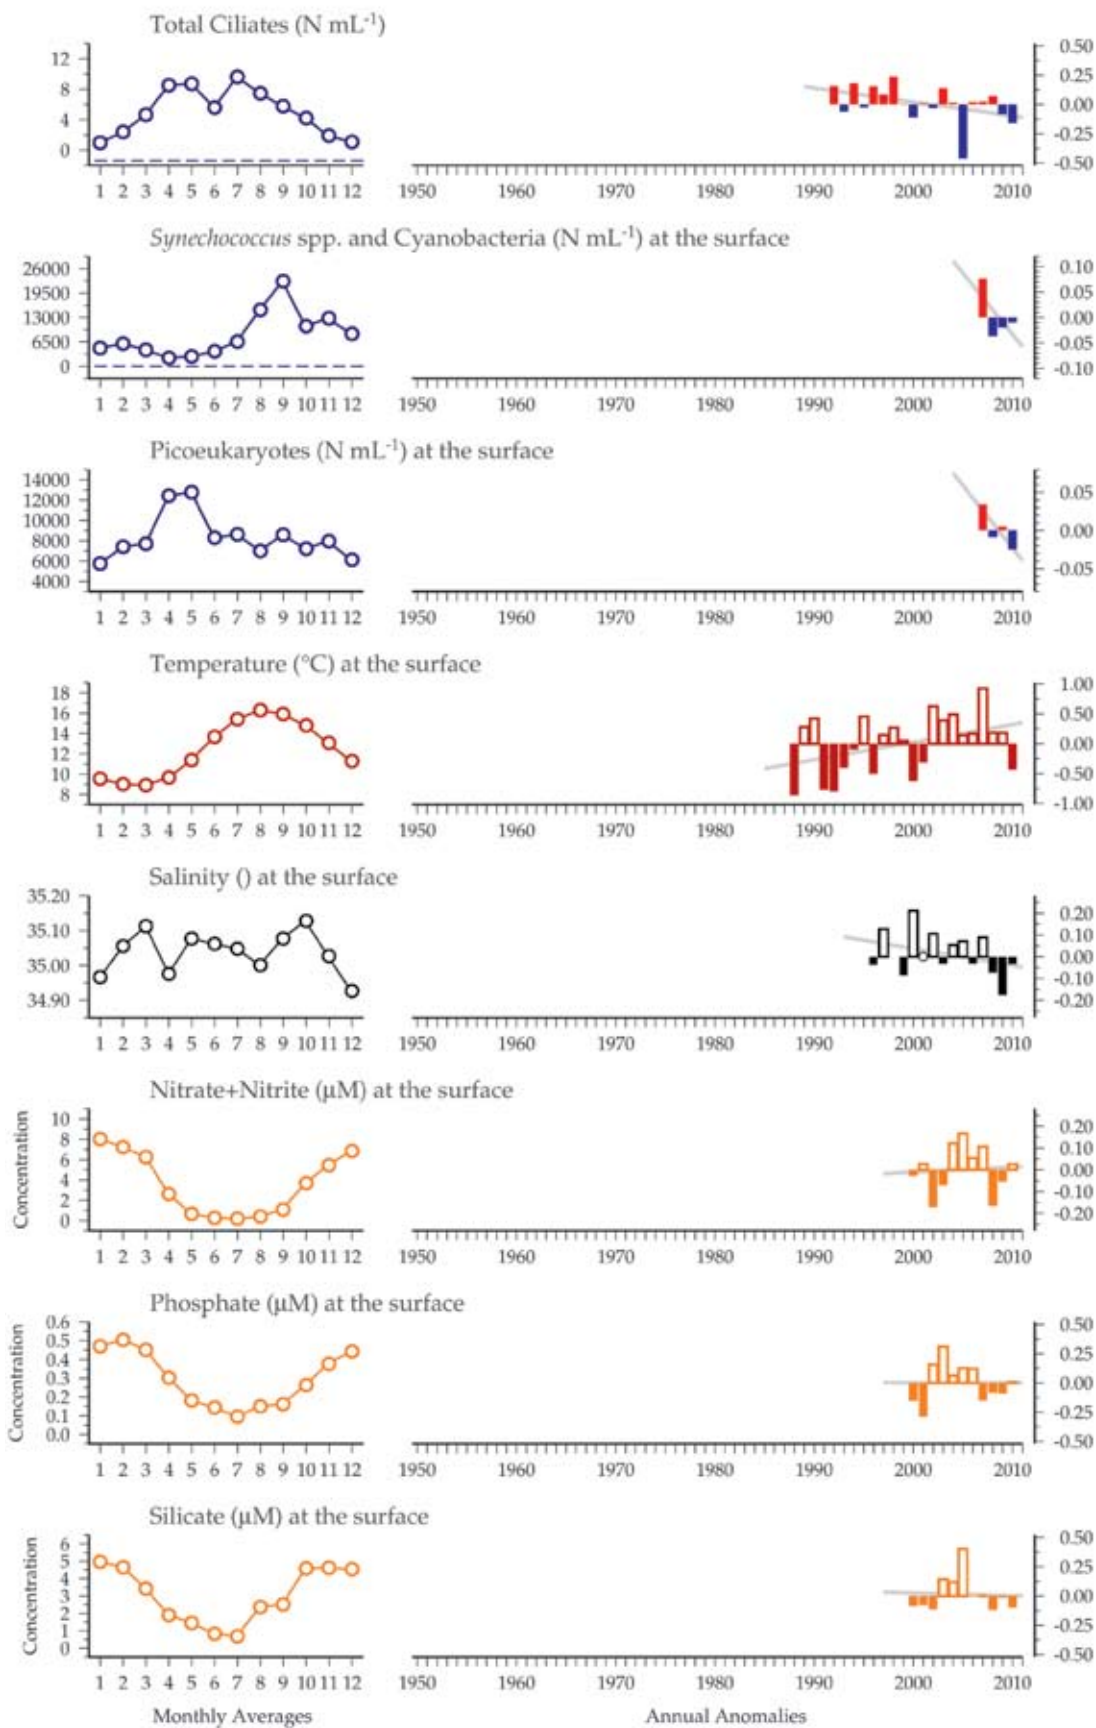 Total Ciliates (N mL⁻¹)
12
8
4
0
0.50
0.25
0.00
-0.25
-0.50
1 2 3 4 5 6 7 8 9 10 11 12
1950 1960 1970 1980 1990 2000 2010
Synechococcus spp. and Cyanobacteria (N mL⁻¹) at the surface
26000
19500
13000
6500
0
0.10
0.05
0.00
-0.05
-0.10
1 2 3 4 5 6 7 8 9 10 11 12
1950 1960 1970 1980 1990 2000 2010
Picoeukaryotes (N mL⁻¹) at the surface
14000
12000
10000
8000
6000
4000
0.05
0.00
-0.05
1 2 3 4 5 6 7 8 9 10 11 12
1950 1960 1970 1980 1990 2000 2010
Temperature (°C) at the surface
18
16
14
12
10
8
1.00
0.50
0.00
-0.50
-1.00
1 2 3 4 5 6 7 8 9 10 11 12
1950 1960 1970 1980 1990 2000 2010
Salinity () at the surface
35.20
35.10
35.00
34.90
0.20
0.10
0.00
-0.10
-0.20
1 2 3 4 5 6 7 8 9 10 11 12
1950 1960 1970 1980 1990 2000 2010
Nitrate+Nitrite (µM) at the surface
Concentration
10
8
6
4
2
0
0.20
0.10
0.00
-0.10
-0.20
1 2 3 4 5 6 7 8 9 10 11 12
1950 1960 1970 1980 1990 2000 2010
Phosphate (µM) at the surface
Concentration
0.6
0.5
0.4
0.3
0.2
0.1
0.0
0.50
0.25
0.00
-0.25
-0.50
1 2 3 4 5 6 7 8 9 10 11 12
1950 1960 1970 1980 1990 2000 2010
Silicate (µM) at the surface
Concentration
6
5
4
3
2
1
0
0.50
0.25
0.00
-0.25
-0.50
1 2 3 4 5 6 7 8 9 10 11 12
1950 1960 1970 1980 1990 2000 2010
Monthly Averages
Annual Anomalies